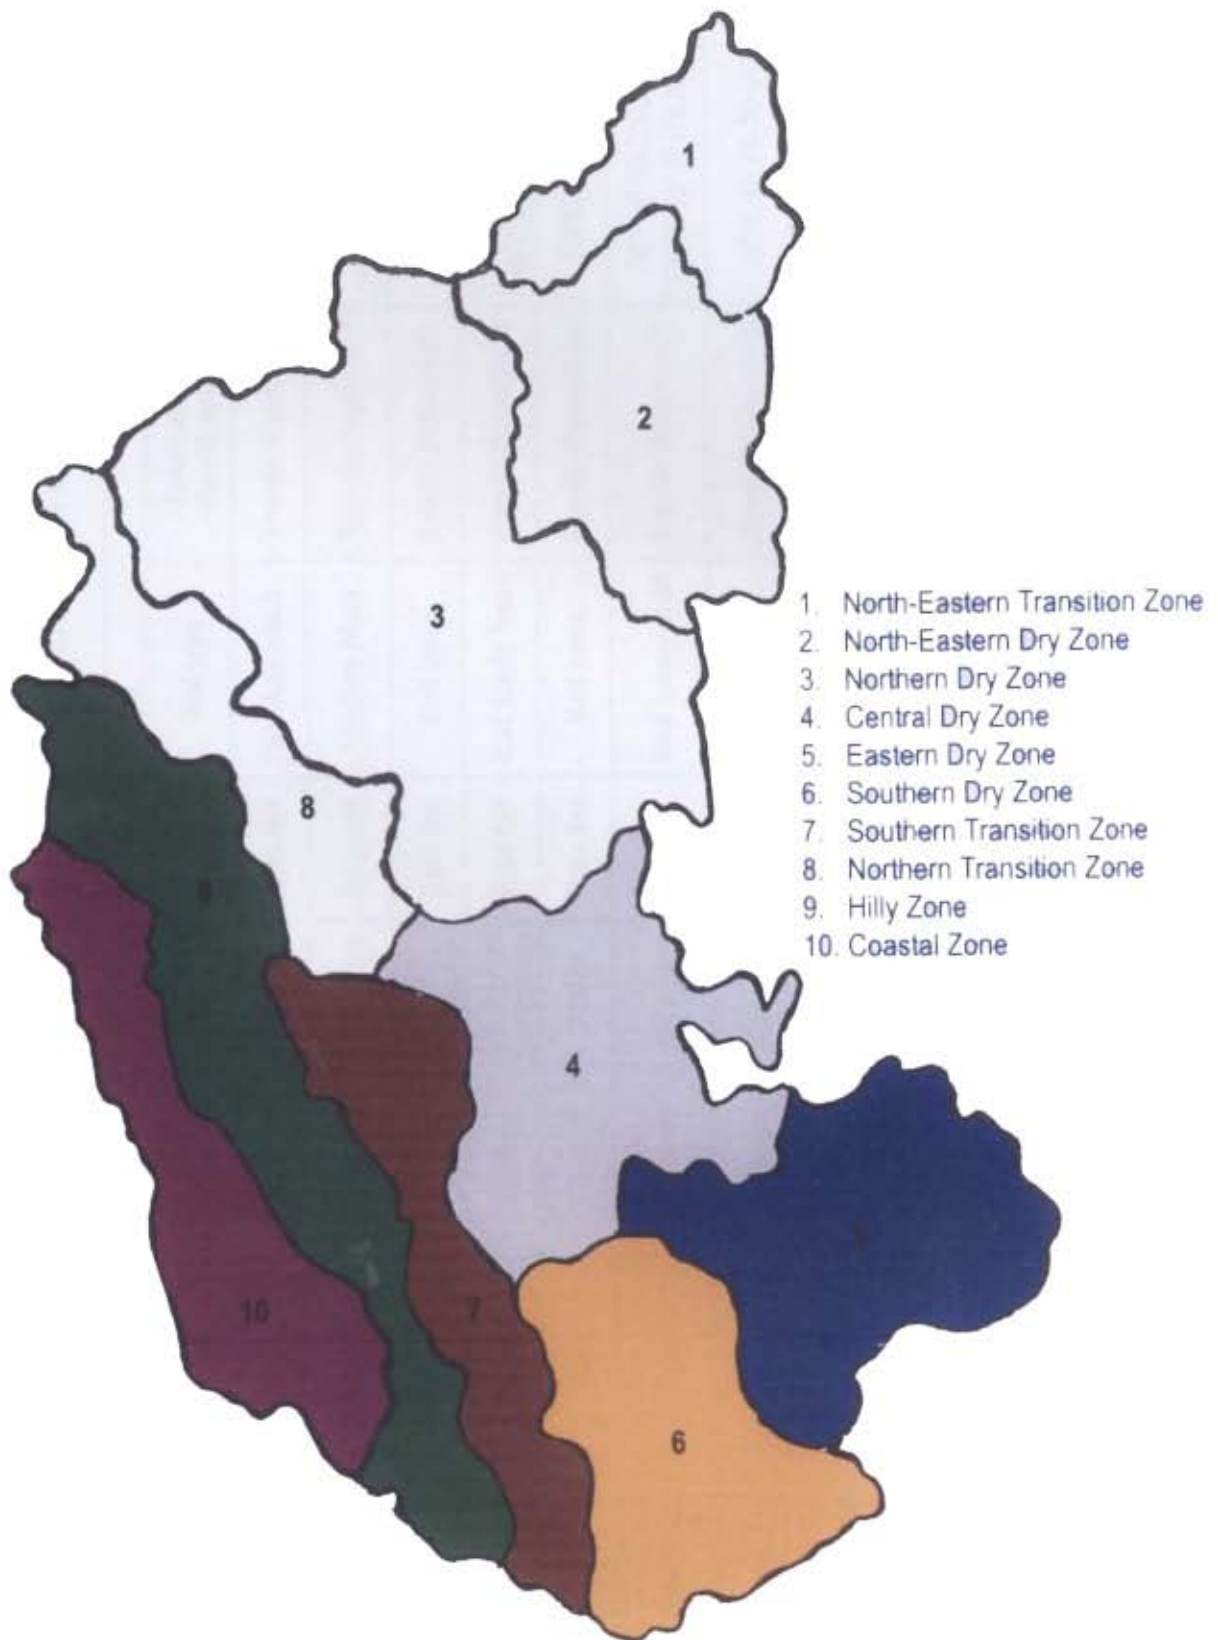 1
2
3
8
4
10
7
6
9
1. North-Eastern Transition Zone
2. North-Eastern Dry Zone
3. Northern Dry Zone
4. Central Dry Zone
5. Eastern Dry Zone
6. Southern Dry Zone
7. Southern Transition Zone
8. Northern Transition Zone
9. Hilly Zone
10. Coastal Zone